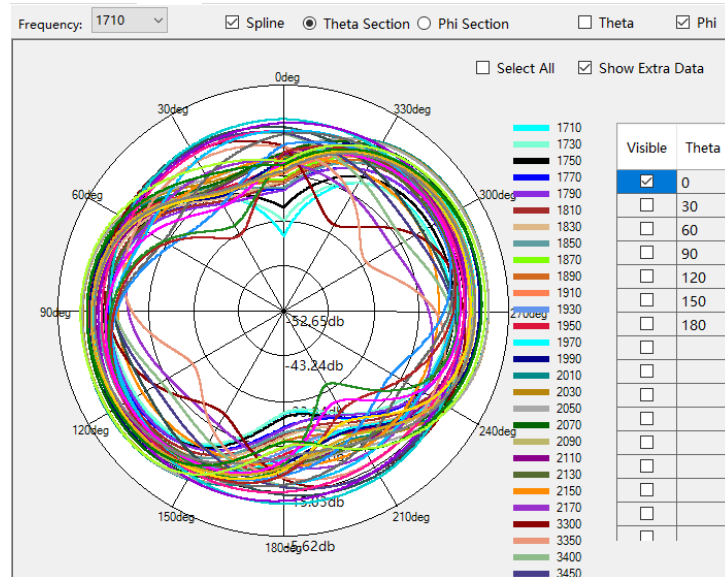 Frequency: 1710 Spline Theta Section Phi Section Theta Phi
Select All Show Extra Data
0deg
30deg
330deg
60deg
300deg
90deg
270deg
120deg
240deg
150deg
210deg
180deg
-52.65db
-43.24db
5.62db
1710
1730
1750
1770
1790
1810
1830
1850
1870
1890
1910
1930
1950
1970
1990
2010
2030
2050
2070
2090
2110
2130
2150
2170
3300
3350
3400
3450
Visible Theta
0
30
60
90
120
150
180